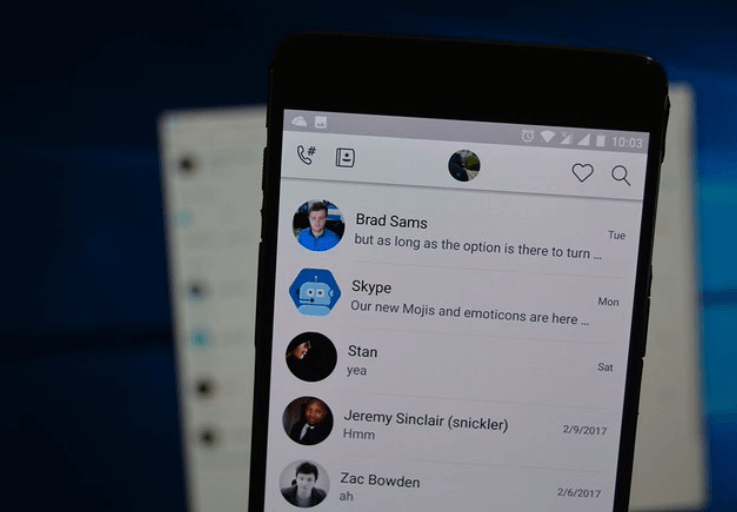 10:03
#
Brad Sams
Tue
but as long as the option is there to turn ...
Skype
Mon
Our new Mojis and emoticons are here ...
Stan
Sat
yea
Jeremy Sinclair (snickler)
2/9/2017
Hmm
Zac Bowden
2/6/2017
ah